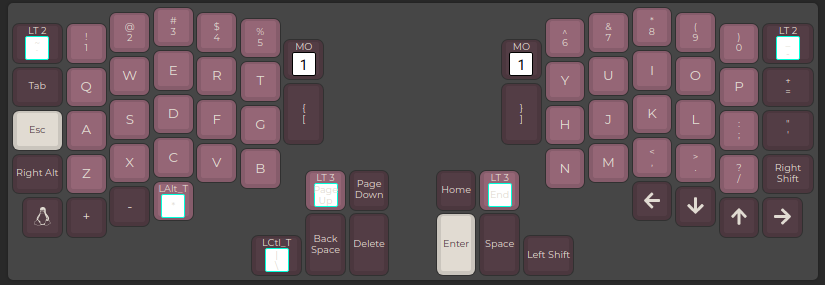 LT 2 ! 1 @ 2 # 3 $ 4 % 5 MO 1 MO 1 ^ 6 & 7 * 8 ( 9 ) 0 LT 2
Tab Q W E R T { [ } ] Y U I O P + =
Esc A S D F G H J K L : ; " '
Right Alt Z X C V B N M < , > . ? / Right Shift
+ - LAlt_T LT 3 Page Up Page Down Home LT 3 End
LCtl_T Back Space Delete Enter Space Left Shift